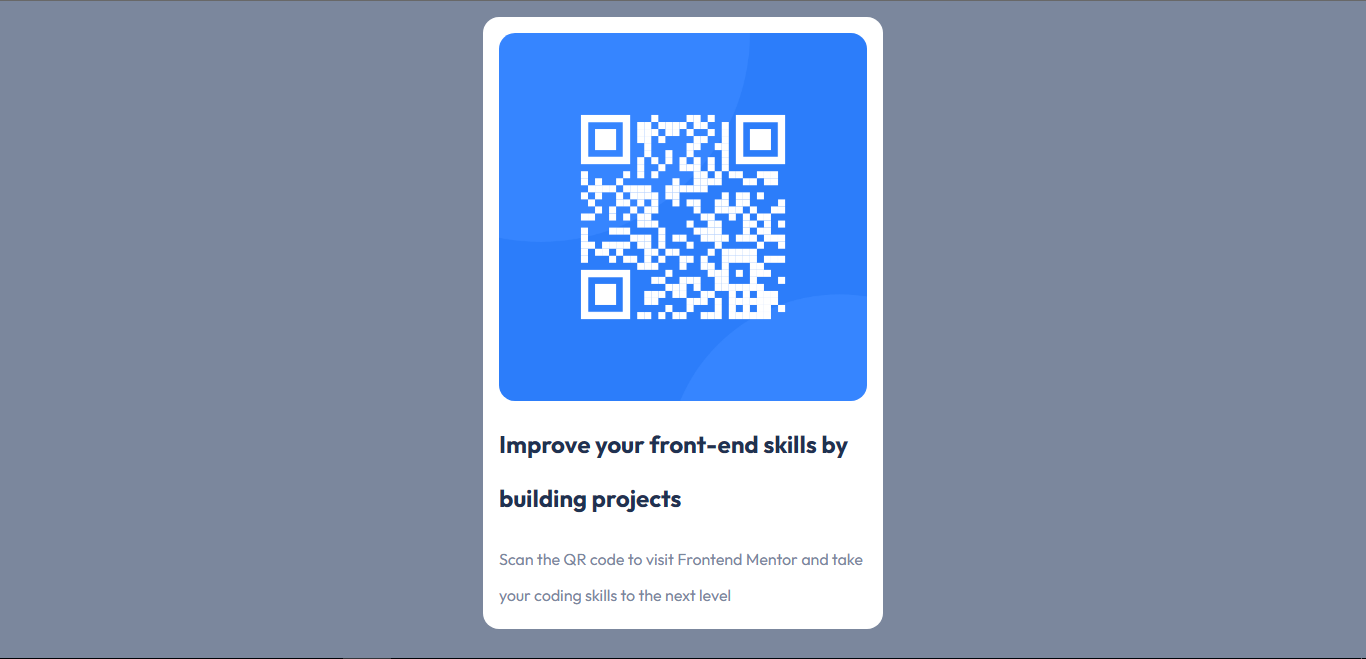 Improve your front-end skills by
building projects
Scan the QR code to visit Frontend Mentor and take
your coding skills to the next level